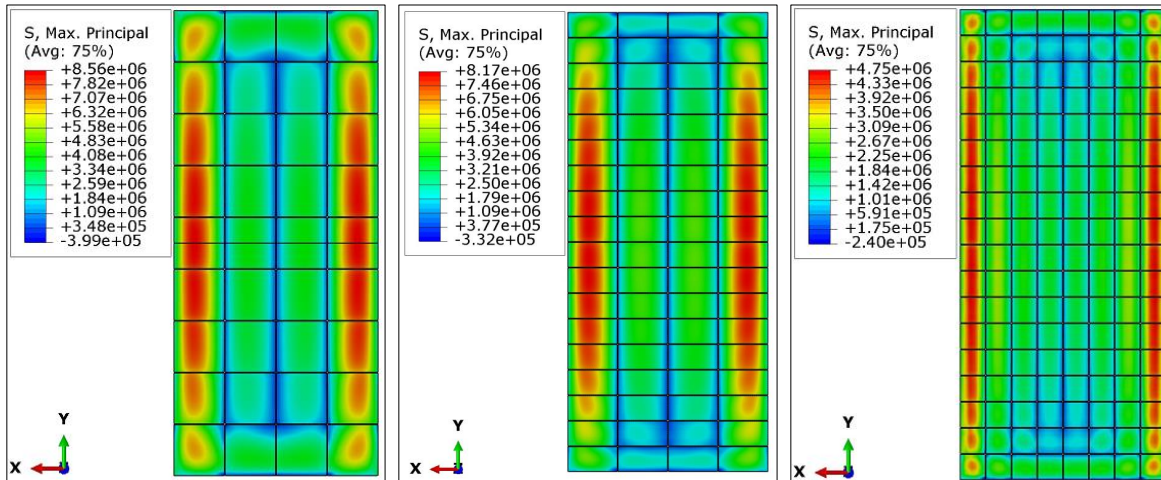 S, Max. Principal
(Avg: 75%)
+8.56e+06
+7.82e+06
+7.07e+06
+6.32e+06
+5.58e+06
+4.83e+06
+4.08e+06
+3.34e+06
+2.59e+06
+1.84e+06
+1.09e+06
+3.48e+05
-3.99e+05
Y
X
S, Max. Principal
(Avg: 75%)
+8.17e+06
+7.46e+06
+6.75e+06
+6.05e+06
+5.34e+06
+4.63e+06
+3.92e+06
+3.21e+06
+2.50e+06
+1.79e+06
+1.09e+06
+3.77e+05
-3.32e+05
Y
X
S, Max. Principal
(Avg: 75%)
+4.75e+06
+4.33e+06
+3.92e+06
+3.50e+06
+3.09e+06
+2.67e+06
+2.25e+06
+1.84e+06
+1.42e+06
+1.01e+06
+5.91e+05
+1.75e+05
-2.40e+05
Y
X